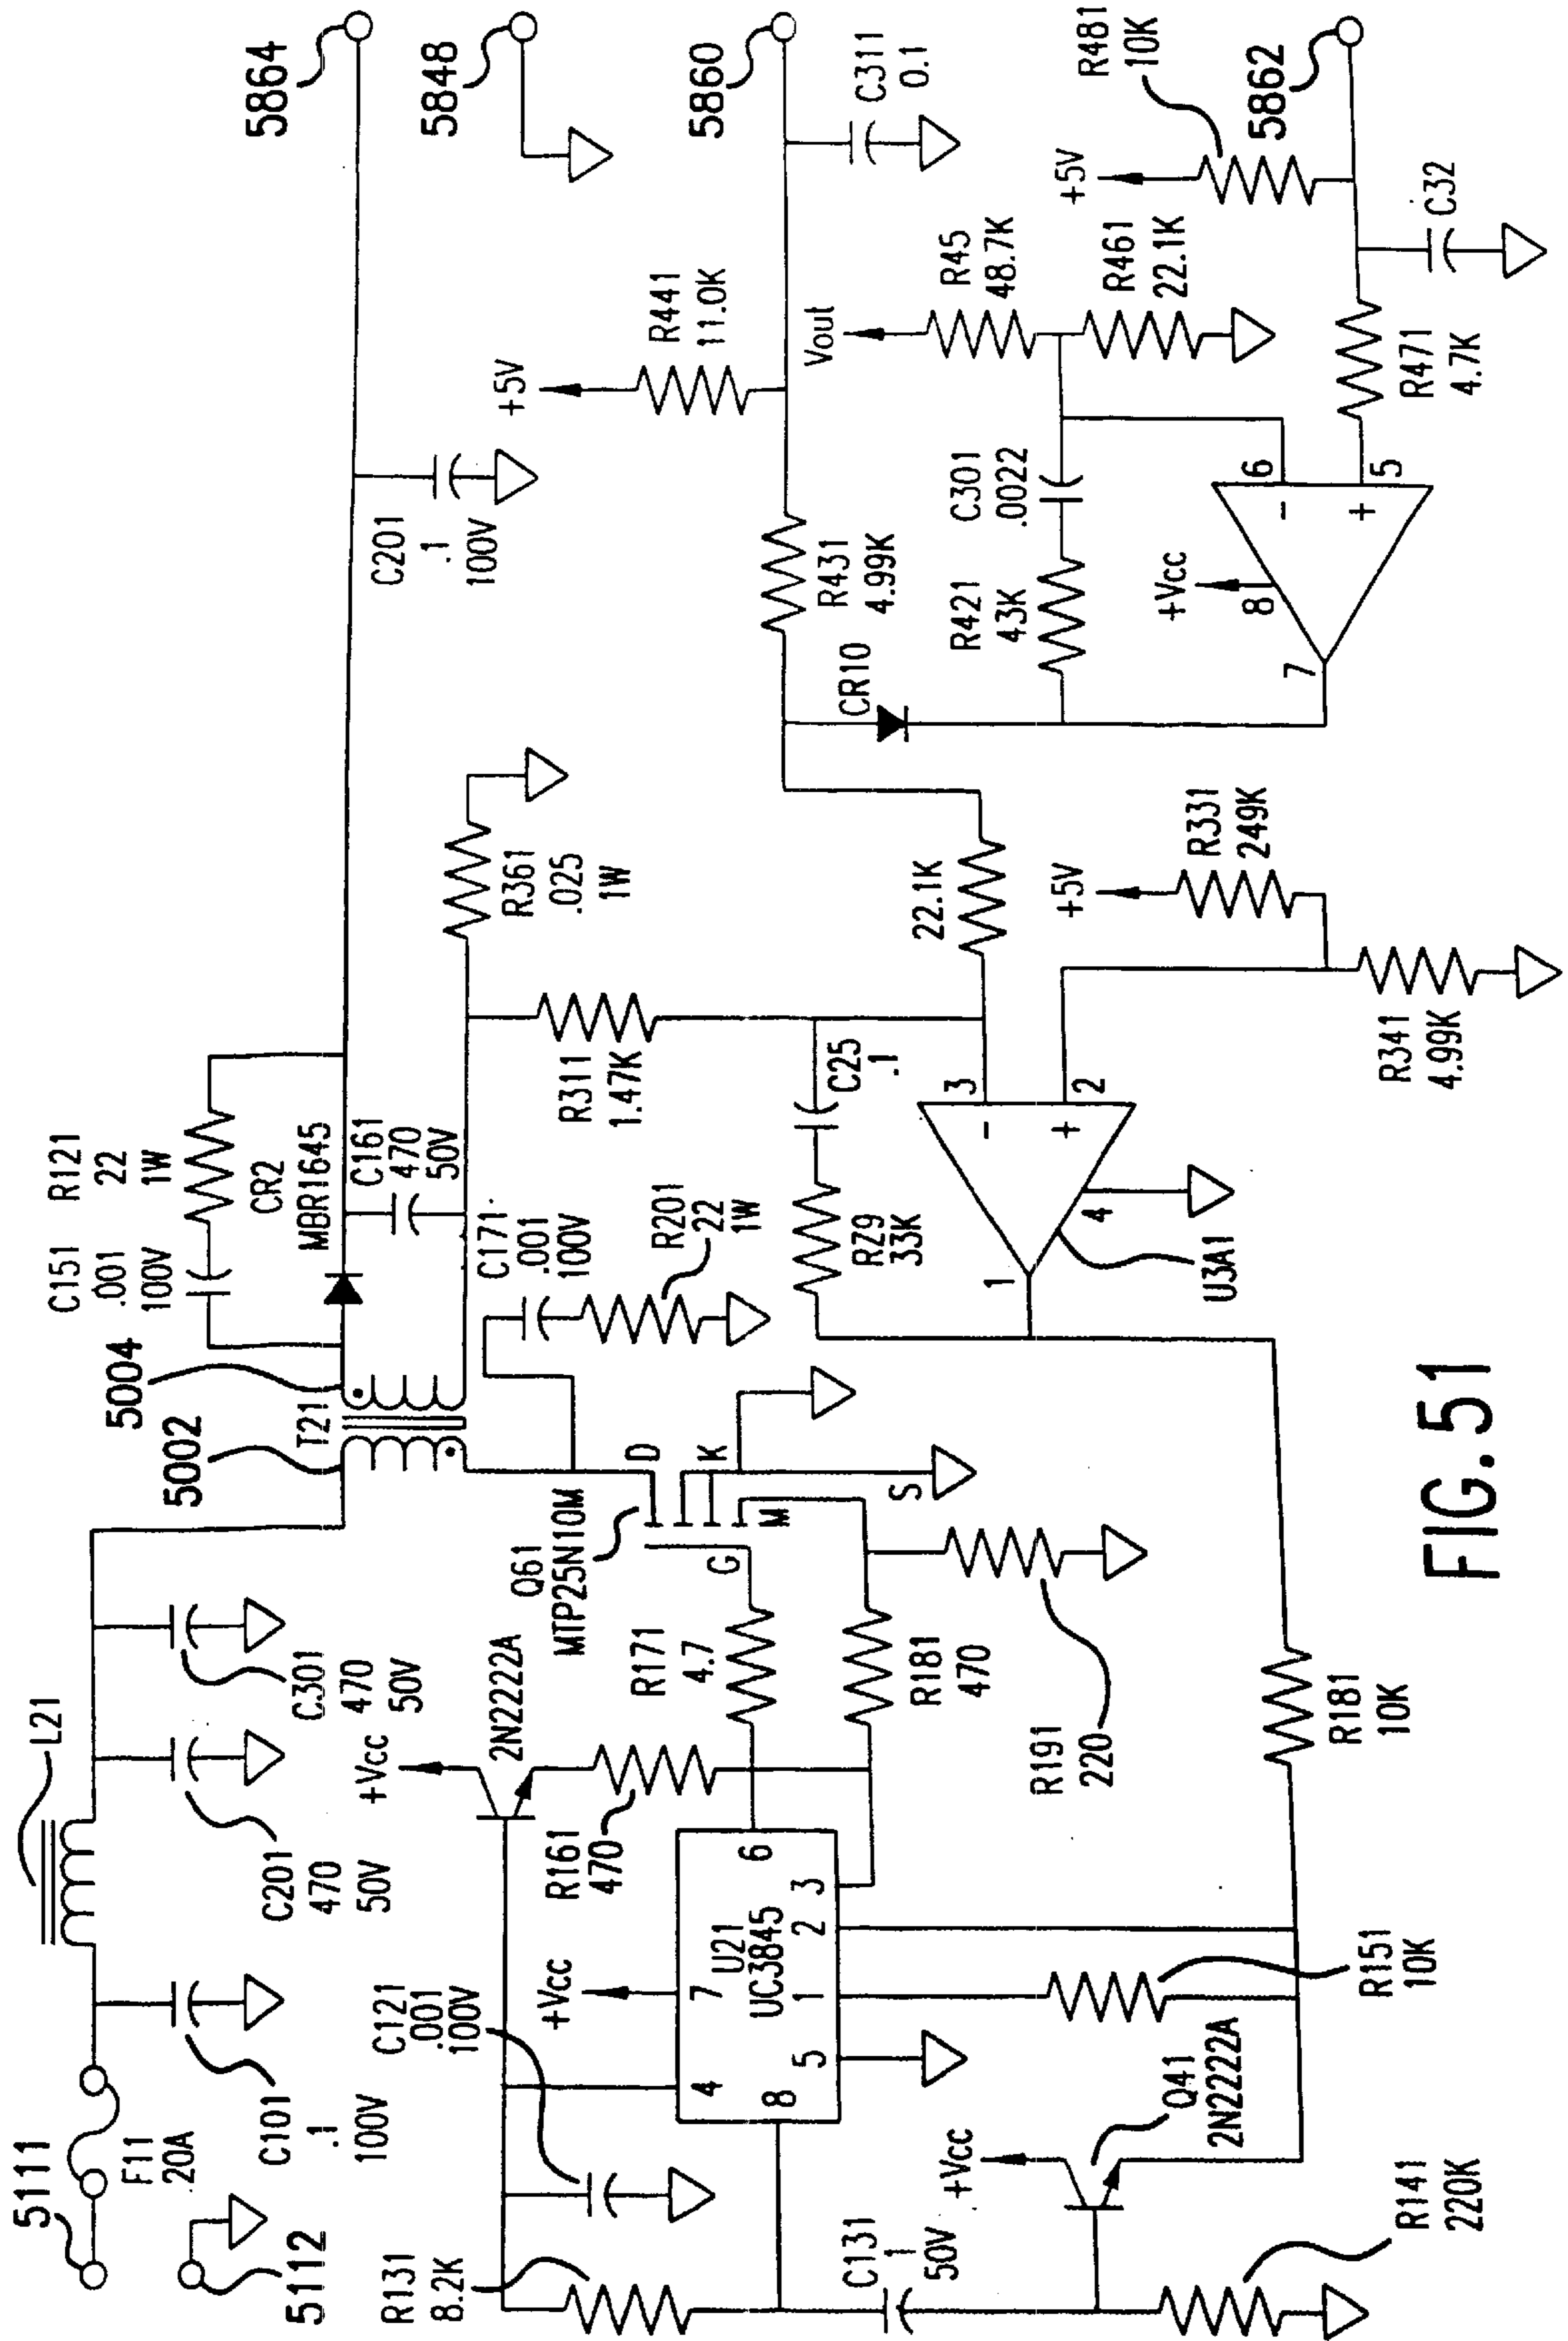 5111
5112
F11
20A
C101
.1
100V
L21
C201
470
50V
C301
470
50V
5002
5004
T21
C151
.001
100V
R121
22
1W
CR2
MBR1645
C161
470
50V
C171
.001
100V
R201
22
1W
R361
.025
1W
C201
.1
100V
5864
5848
5860
5862
R131
8.2K
C121
.001
100V
+Vcc
+Vcc
2N2222A
R161
470
Q61
MTP25N10M
D
K
S
M
G
R171
4.7
R181
470
R191
220
U21
UC3845
4
7
6
8
5
1
2
3
C131
1
50V
+Vcc
Q41
2N2222A
R141
220K
R151
10K
R181
10K
R311
1.47K
C25
.1
RZ9
33K
3
2
1
4
-
+
U3A1
22.1K
+5V
R331
249K
R341
4.99K
CR10
R431
4.99K
+5V
R441
11.0K
C311
0.1
Vout
R45
48.7K
R461
22.1K
C301
.0022
R421
43K
+Vcc
8
7
6
5
-
+
R471
4.7K
C32
+5V
R481
10K
FIG. 51